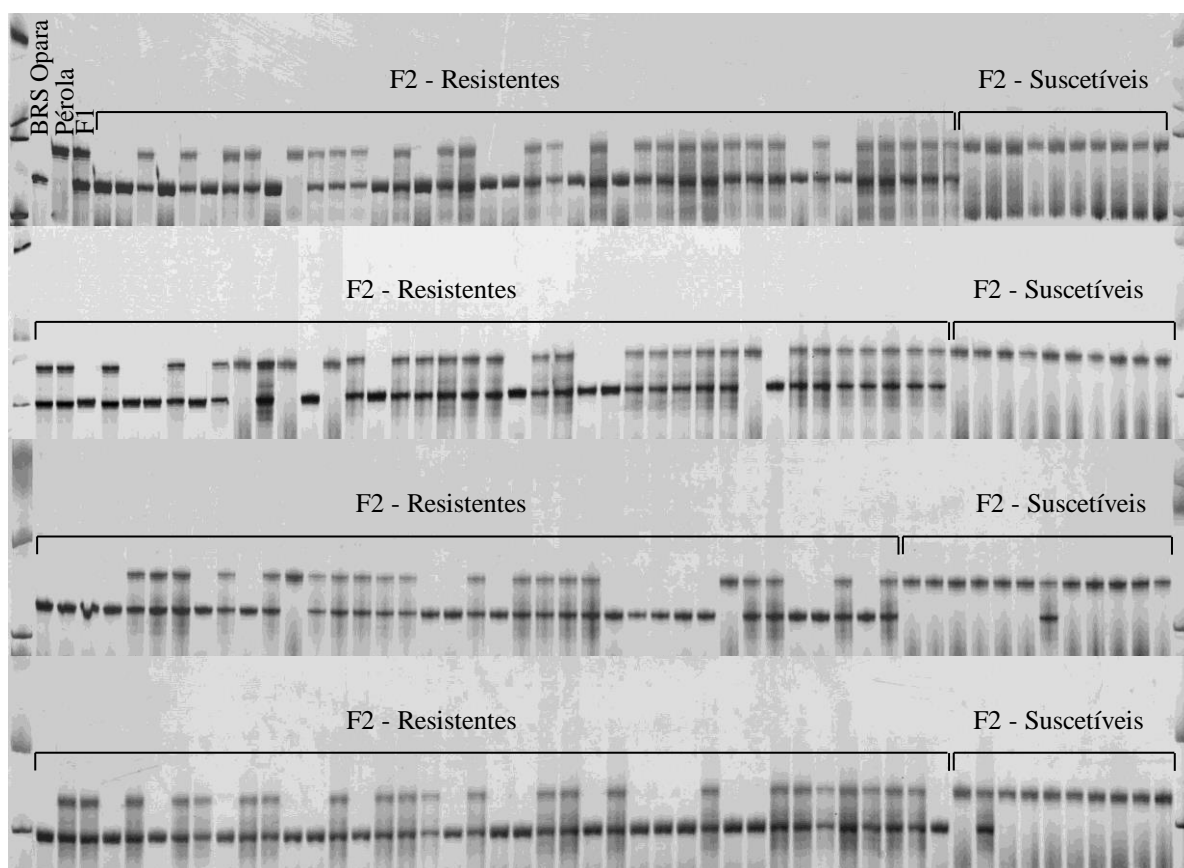 BRS Opara
Pérola
F1
F2 - Resistentes
F2 - Suscetíveis
F2 - Resistentes
F2 - Suscetíveis
F2 - Resistentes
F2 - Suscetíveis
F2 - Resistentes
F2 - Suscetíveis